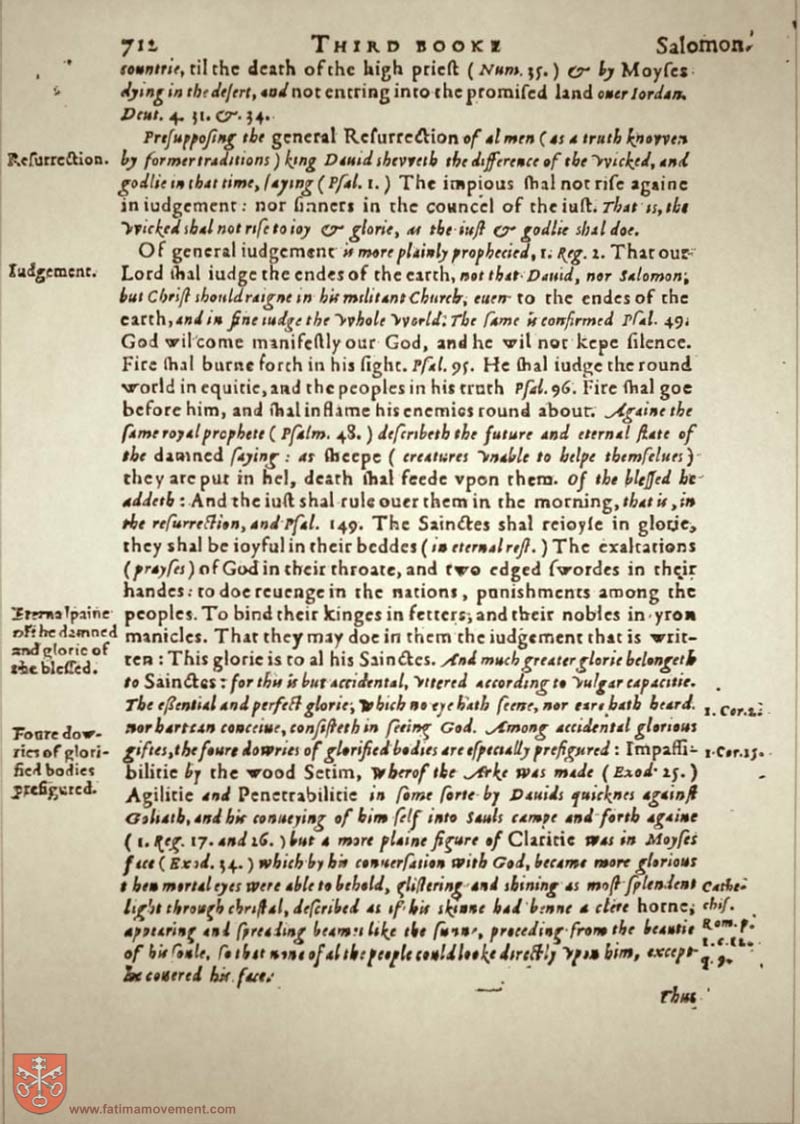 712 THIRD BOOKE Salomon.
countrie, til the death of the high priest (Num. 35.) & by Moyses
dying in the desert, and not entring into the promised land ouer Iordan.
Deut. 4. 31. &. 34.
Presupposing the general Resurrection of al men (as a truth knovven
Resurrection. by former traditions) king Dauid shevveth the difference of the VVicked, and
godlie in that time, saying (Psal. 1.) The impious shal not rise againe
in iudgement: nor sinners in the councel of the iust. That is, the
VVicked shal not rise to ioy & glorie, as the iust & godlie shal doe.
Of general iudgement is more plainly prophecied, 1. Reg. 2. That our
Iudgement. Lord shal iudge the endes of the earth, not that Dauid, nor Salomon;
but Christ should raigne in his militant Church, euen to the endes of the
earth, and in fine iudge the VVhole VVorld: The same is confirmed Psal. 49.
God wil come manifestly our God, and he wil not kepe silence.
Fire shal burne forth in his sight. Psal. 95. He shal iudge the round
world in equitie, and the peoples in his truth Psal. 96. Fire shal goe
before him, and shal inflame his enemies round about. Againe the
same royal prophete (Psalm. 48.) describeth the future and eternal state of
the damned saying: as sheepe (creatures vnable to helpe themselues)
they are put in hel, death shal feede vpon them. Of the blessed he
addeth: And the iust shal rule ouer them in the morning, that is, in
the resurrection, and Psal. 149. The Sainctes shal reioyse in glorie,
they shal be ioyful in their beddes (in eternal rest.) The exaltations
(prayses) of God in their throate, and two edged swordes in their
handes: to doe reuenge in the nations, punishments among the
Eternal paine peoples. To bind their kinges in fetters, and their nobles in yron
of the damned manicles. That they may doe in them the iudgement that is writ-
and glorie of ten: This glorie is to al his Sainctes. And much greater glorie belongeth
the blessed. to Sainctes: for this is but accidental, vttered according to vulgar capacitie.
The essential and perfect glorie, which no eye hath seene, nor eare hath heard. 1. Cor. 2.
Foure dow- nor hart can conceiue, consisteth in seeing God. Among accidental glorious
ries of glori- giftes, the foure dowries of glorified bodies are especially prefigured: Impassi- 1. Cor. 15.
fied bodies bilitie by the wood Setim, wherof the Arke was made (Exod. 25.)
prefigured. Agilitie and Penetrabilitie in some sorte by Dauids quicknes against
Goliath, and his conueying of him self into Sauls campe and forth againe
(1. Reg. 17. and 26.) but a more plaine figure of Claritie was in Moyses
face (Exod. 34.) which by his conuersation with God, became more glorious
then mortal eyes were able to behold, glistering and shining as most splendent Cathe-
light through christal, described as if his skinne had benne a clere horne, chis.
appearing and spreading beames like the sunne, proceding from the beautie Rom. p.
of his soule, so that none of al the people could looke directly vpon him, except 1. c. 12.
he couered his face. q. 9.
Thus
www.fatimamovement.com